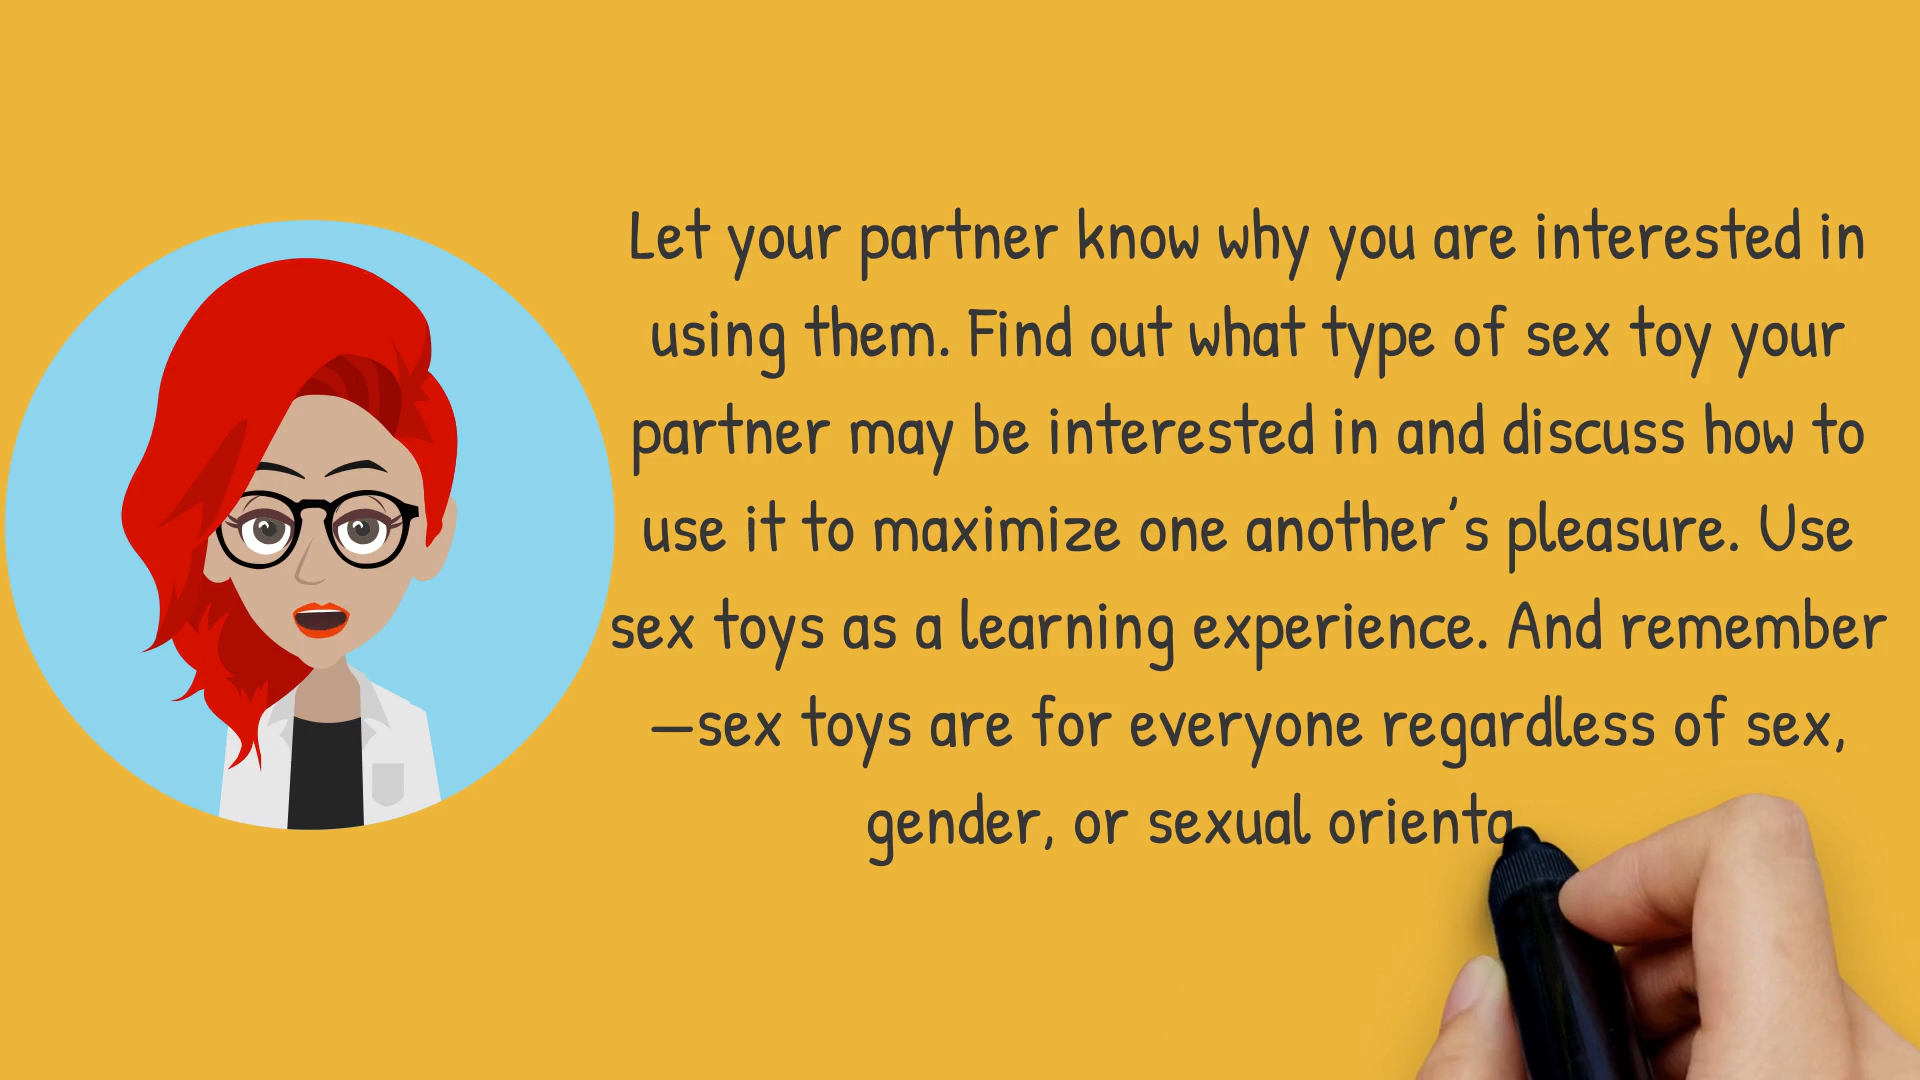 Let your partner know why you are interested in
using them. Find out what type of sex toy your
partner may be interested in and discuss how to
use it to maximize one another's pleasure. Use
sex toys as a learning experience. And remember
—sex toys are for everyone regardless of sex,
gender, or sexual orienta